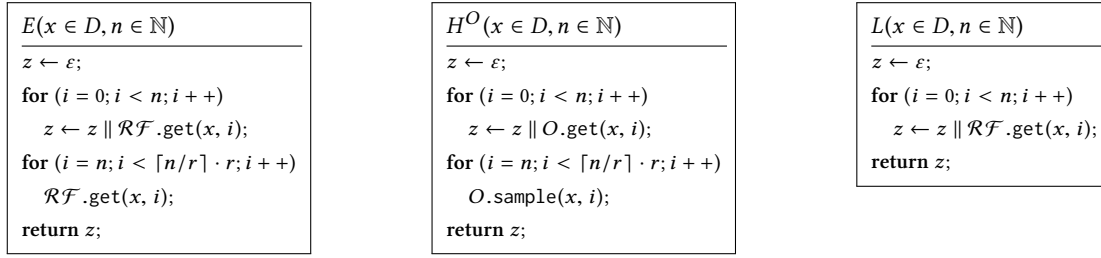 E(x ∈ D, n ∈ ℕ)
z ← ε;
for (i = 0; i < n; i + +)
z ← z ∥ ℛℱ.get(x, i);
for (i = n; i < ⌈n/r⌉ · r; i + +)
ℛℱ.get(x, i);
return z;
H^O(x ∈ D, n ∈ ℕ)
z ← ε;
for (i = 0; i < n; i + +)
z ← z ∥ O.get(x, i);
for (i = n; i < ⌈n/r⌉ · r; i + +)
O.sample(x, i);
return z;
L(x ∈ D, n ∈ ℕ)
z ← ε;
for (i = 0; i < n; i + +)
z ← z ∥ ℛℱ.get(x, i);
return z;